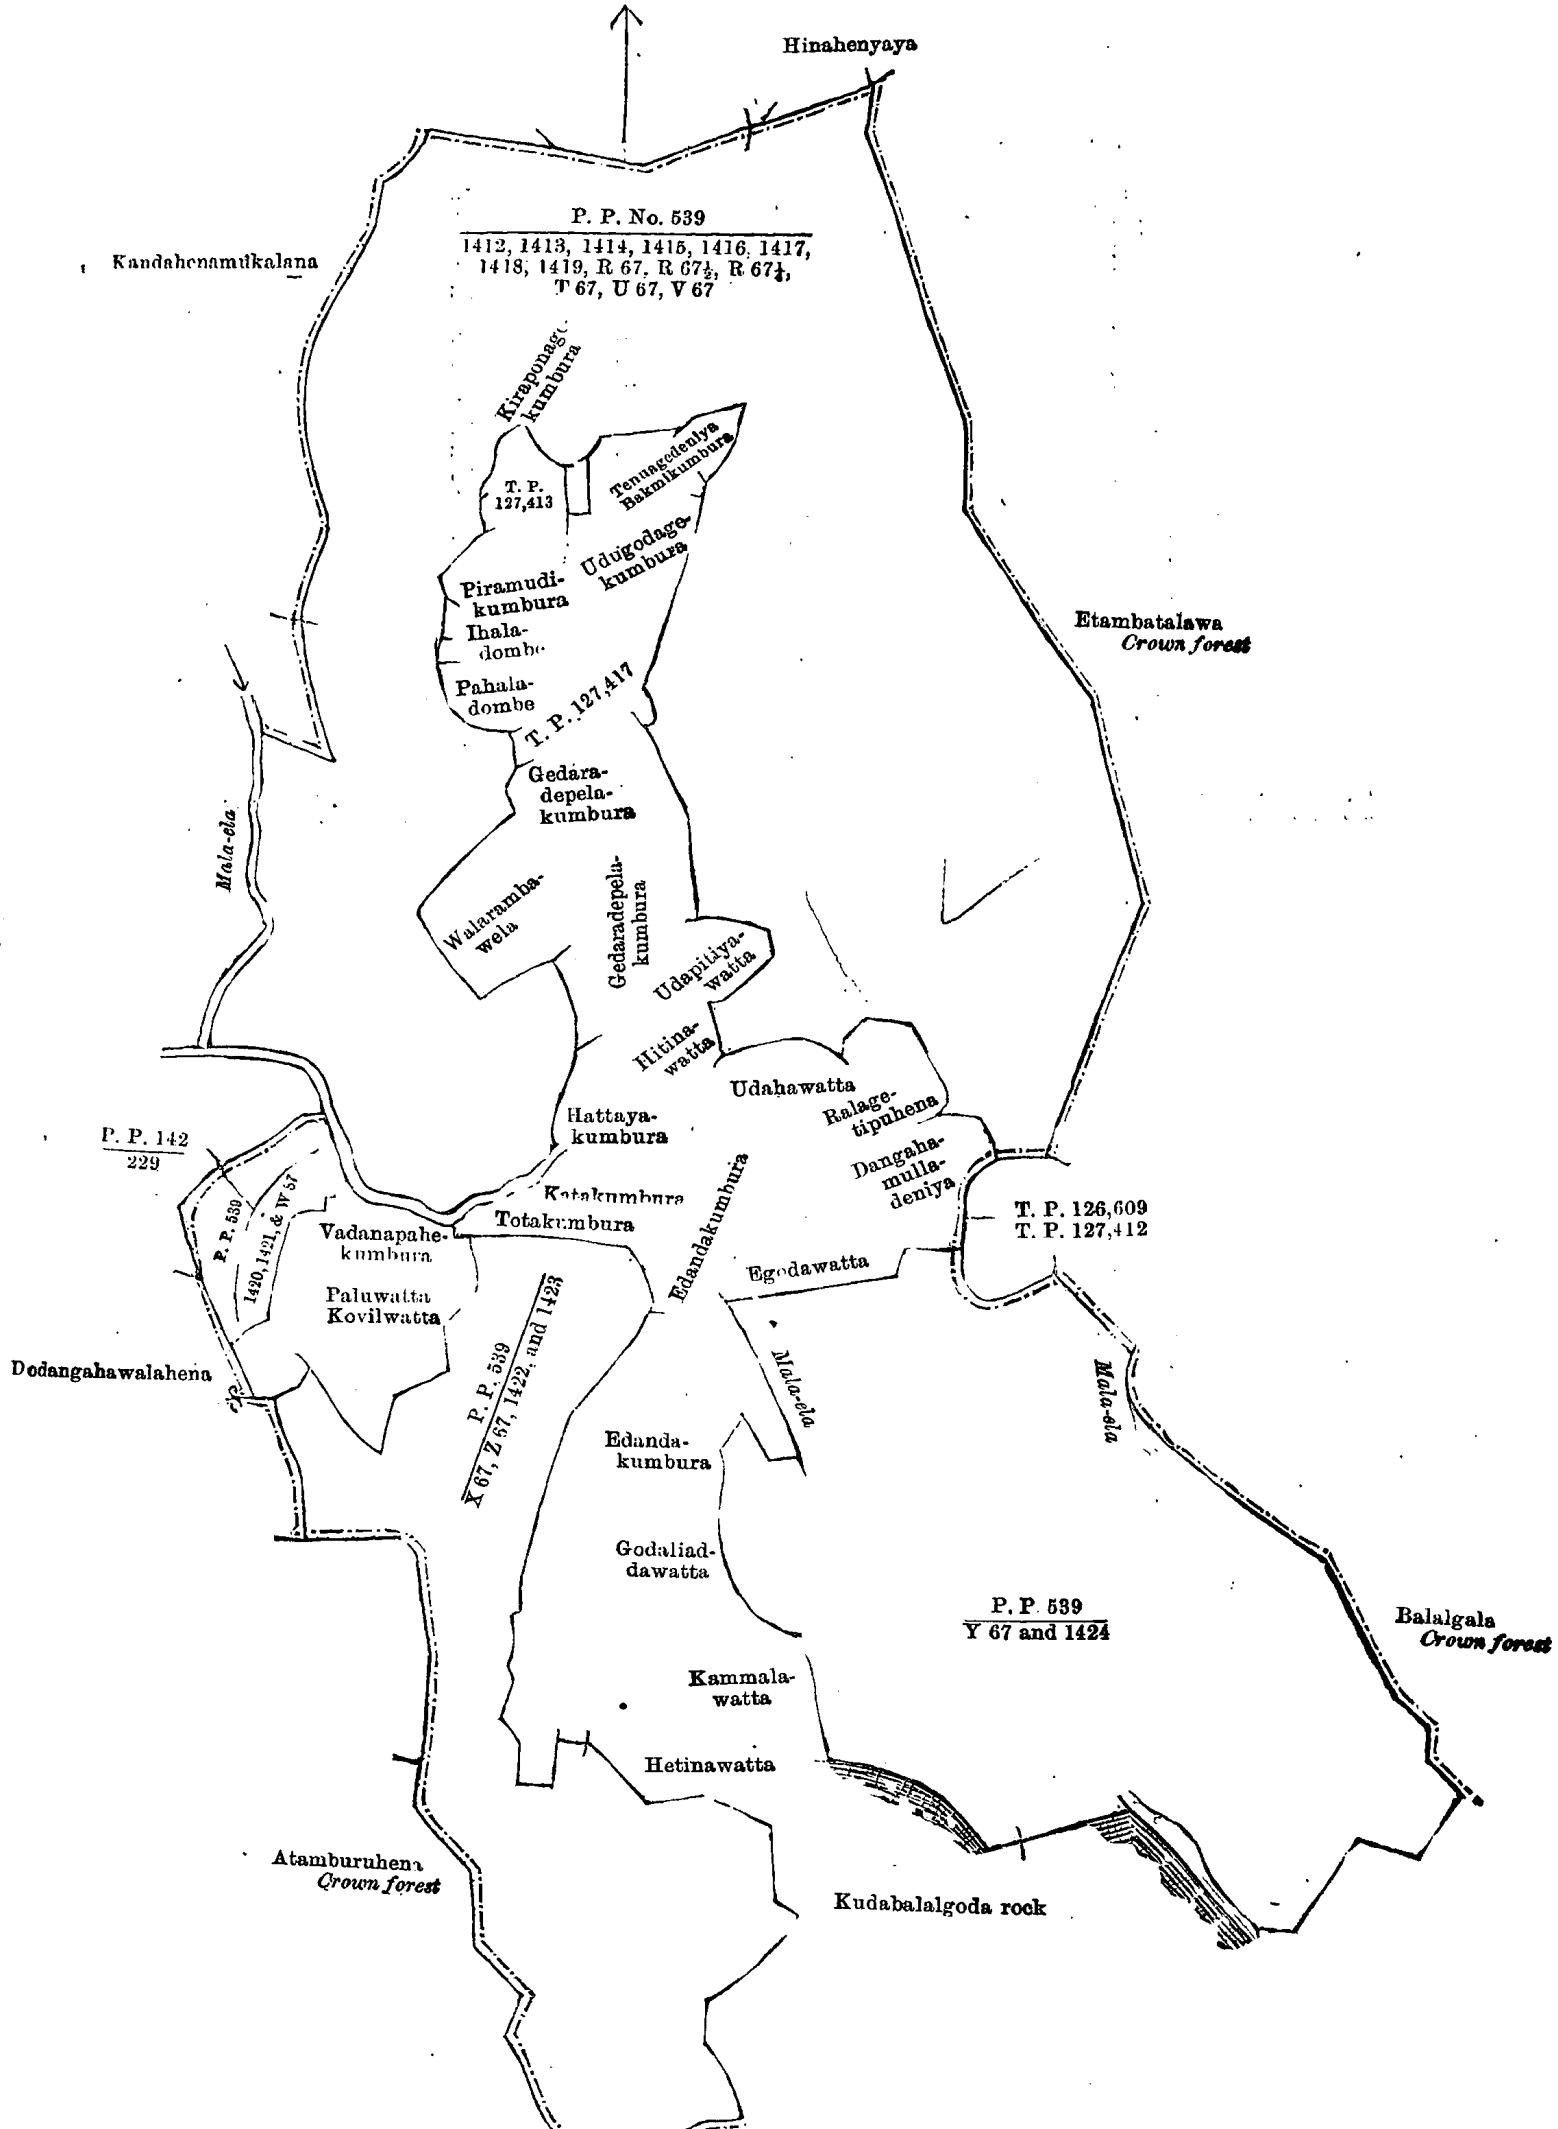 Hinahenyaya
P. P. No. 539
1412, 1413, 1414, 1415, 1416, 1417,
1418, 1419, R 67, R 67½, R 67¼,
T 67, U 67, V 67
Kandahenamukalana
Kiraponage
kumbura
Tennagedeniya
Bakmikumbura
T. P.
127,413
Udugodage-
kumbura
Piramudi-
kumbura
Ihala-
dombe
Pahala-
dombe
T. P. 127,417
Etambatalawa
Crown forest
Gedara-
depela-
kumbura
Mala-ela
Walaramba-
wela
Gedaradepela-
kumbura
Udapitiya-
watta
Hitina-
watta
Udahawatta
Ralage-
tipuhena
Hattaya-
kumbura
Dangaha-
mulla-
deniya
P. P. 142
229
P. P. 539
1420, 1421, & W 57
Katakumbura
Totakumbura
Edandakumbura
T. P. 126,609
T. P. 127,412
Vadanapahe-
kumbura
Egodawatta
Paluwatta
Kovilwatta
P. P. 539
X 67, Z 67, 1422, and 1423
Mala-ela
Mala-ela
Dodangahawalahena
Edanda-
kumbura
Godaliad-
dawatta
P. P. 539
Y 67 and 1424
Balalgala
Crown forest
Kammala-
watta
Hetinawatta
Atamburuhena
Crown forest
Kudabalalgoda rock